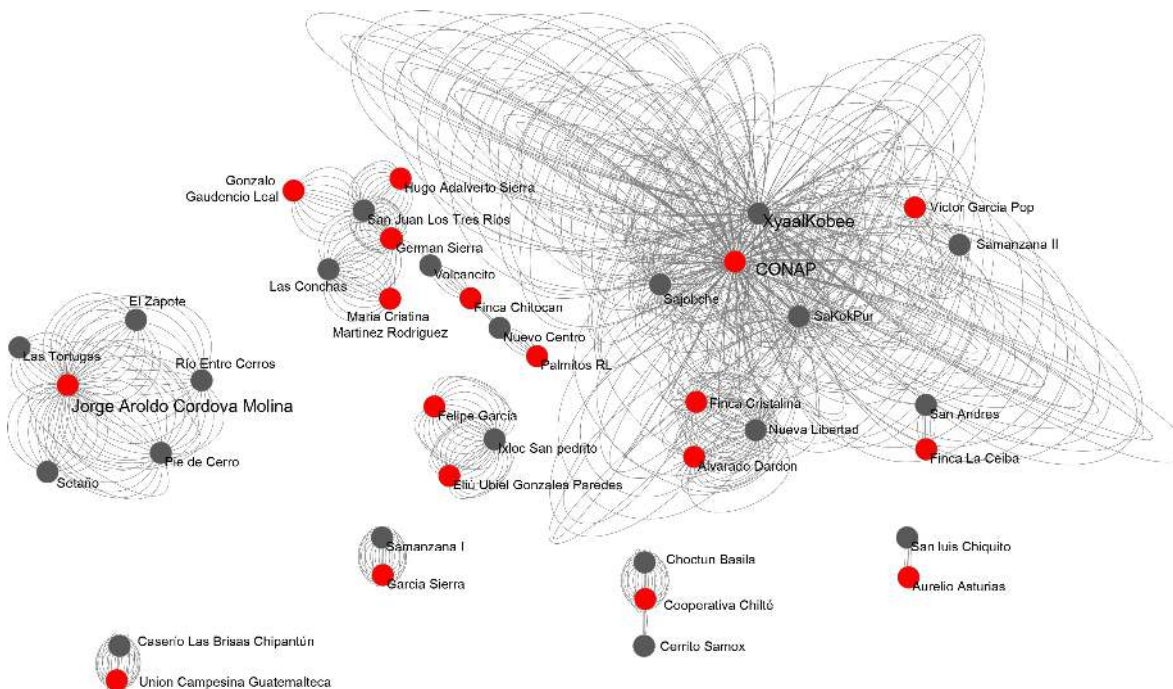 Gonzalo
Gaudencio Leal
Hugo Adalverto Sierra
San Juan Los Tres Ríos
German Sierra
Volcancito
Las Conchas
Finca Chitocan
Maria Cristina
Martinez Rodriguez
Nuevo Centro
Palmitos RL
XyaalKobee
CONAP
Victor Garcia Pop
Samanzana II
Sajobche
SaKokPur
El Zapote
Las Tortugas
Río Entre Cerros
Jorge Aroldo Cordova Molina
Pie de Cerro
Sotaño
Felipe García
Ixloc San pedrito
Eliú Ubiel Gonzales Paredes
Finca Cristalina
Nueva Libertad
Alvarado Dardon
San Andres
Finca La Ceiba
Samanzana I
Garcia Sierra
Choctun Basila
Cooperativa Chilté
Cerrito Samox
San luis Chiquito
Aurelio Asturias
Caserío Las Brisas Chipantún
Union Campesina Guatemalteca